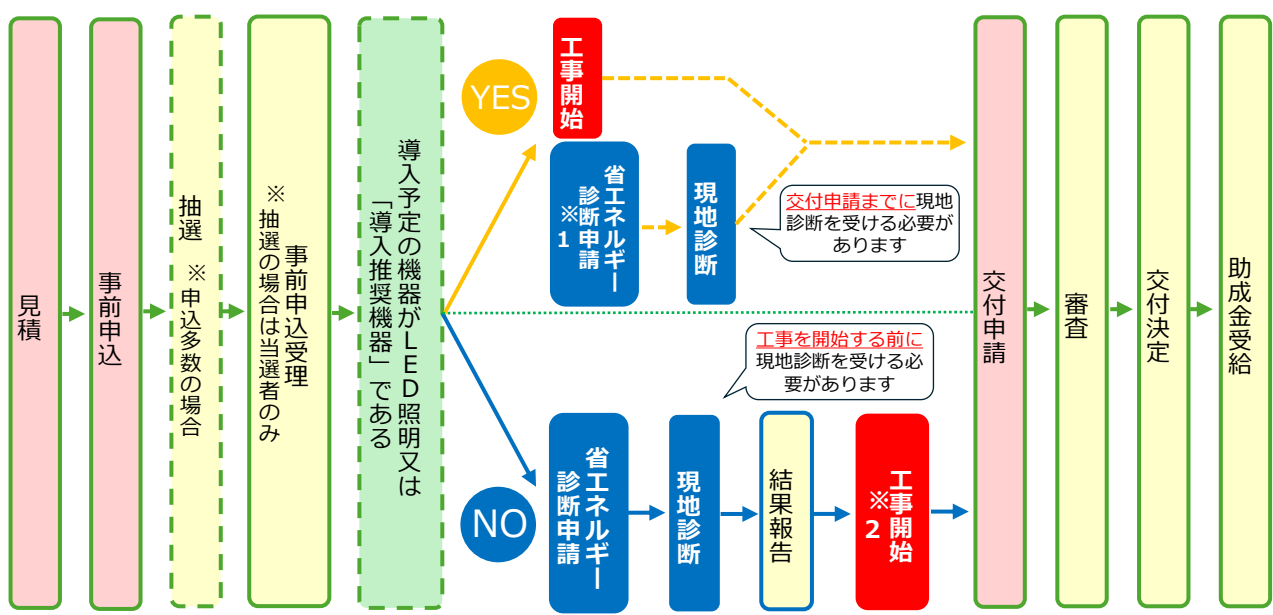 見積
事前申込
抽選 ※申込多数の場合
事前申込受理
※抽選の場合は当選者のみ
導入予定の機器がLED照明又は
「導入推奨機器」である
YES
工事開始
省エネルギー
診断申請
※1
現地診断
交付申請までに現地
診断を受ける必要が
あります
NO
省エネルギー
診断申請
現地診断
結果報告
工事開始
※2
工事を開始する前に
現地診断を受ける必
要があります
交付申請
審査
交付決定
助成金受給